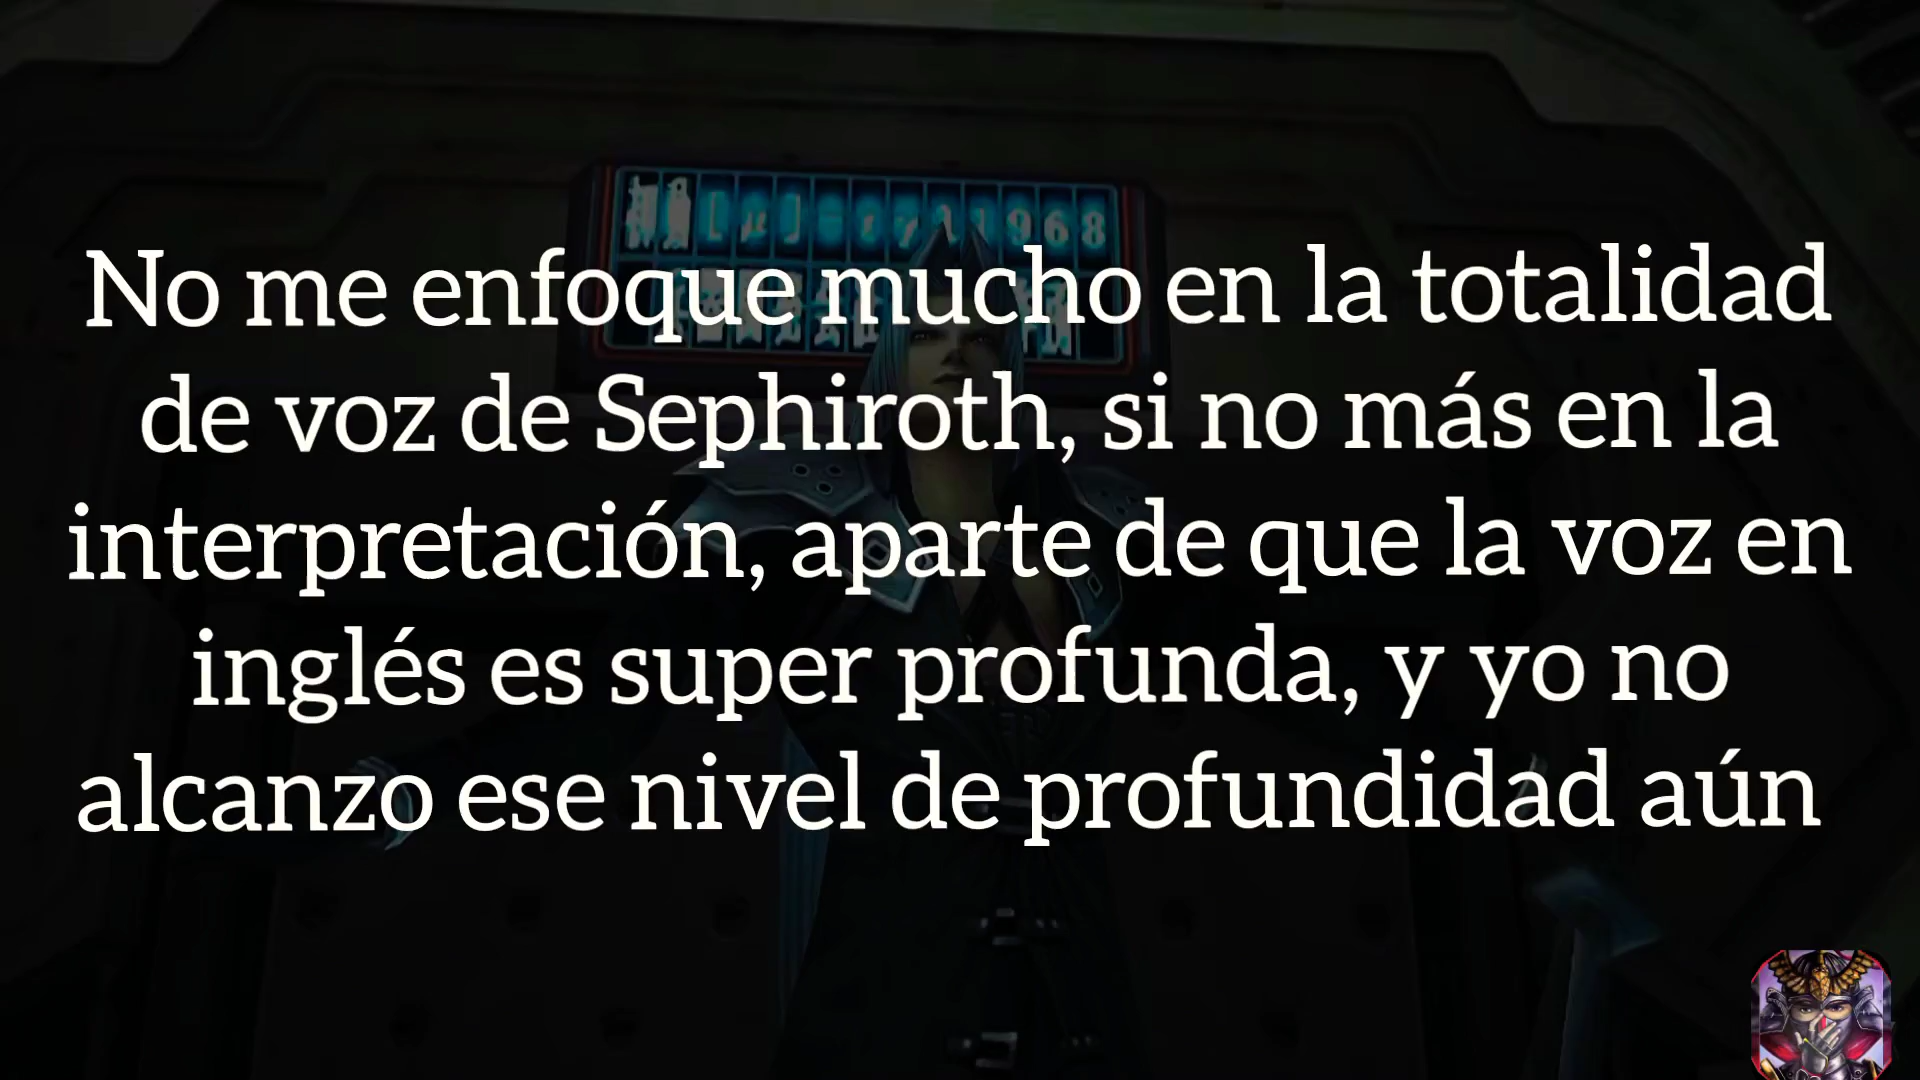 1968
No me enfoque mucho en la totalidad
de voz de Sephiroth, si no más en la
interpretación, aparte de que la voz en
inglés es super profunda, y yo no
alcanzo ese nivel de profundidad aún